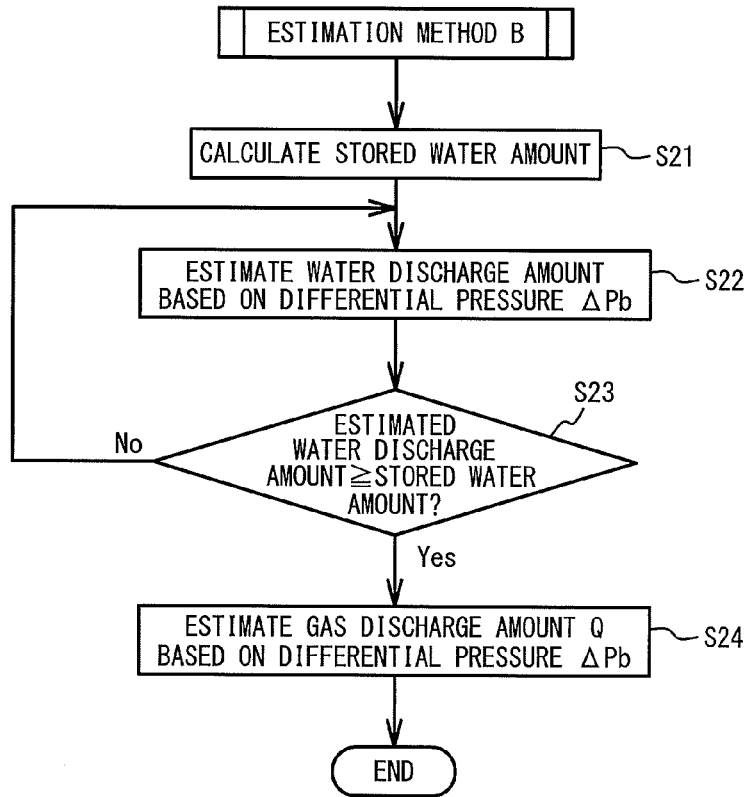 ESTIMATION METHOD B
CALCULATE STORED WATER AMOUNT
S21
ESTIMATE WATER DISCHARGE AMOUNT
BASED ON DIFFERENTIAL PRESSURE ΔPb
S22
S23
ESTIMATED
WATER DISCHARGE
AMOUNT≧STORED WATER
AMOUNT?
No
Yes
ESTIMATE GAS DISCHARGE AMOUNT Q
BASED ON DIFFERENTIAL PRESSURE ΔPb
S24
END